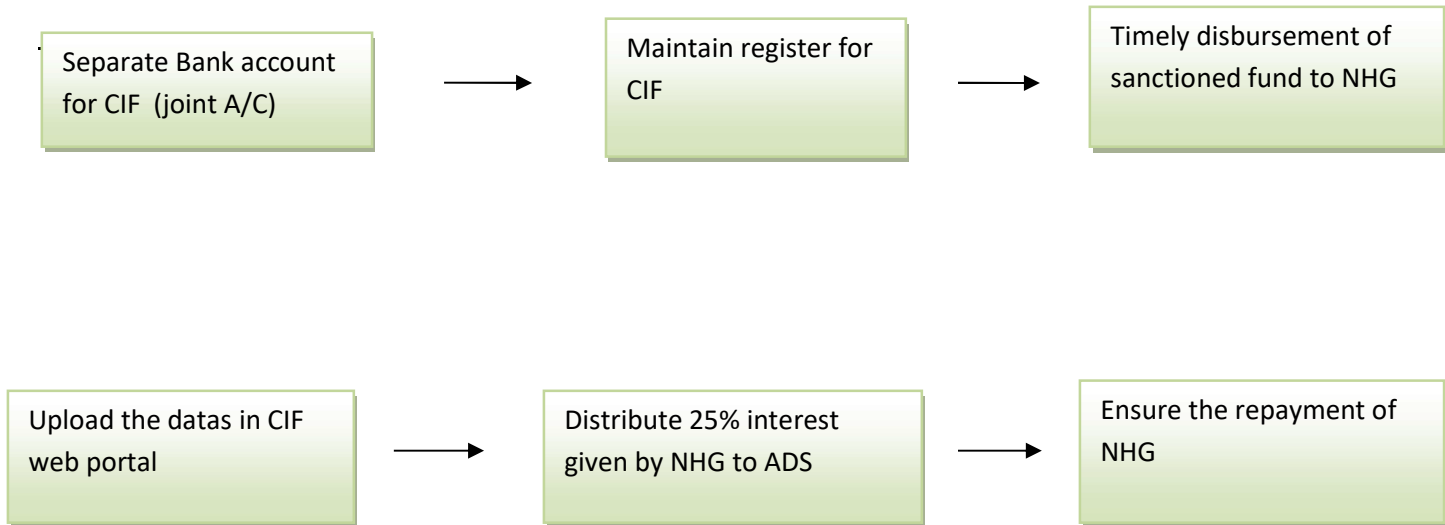 Separate Bank account
for CIF (joint A/C)
Maintain register for
CIF
Timely disbursement of
sanctioned fund to NHG
Upload the datas in CIF
web portal
Distribute 25% interest
given by NHG to ADS
Ensure the repayment of
NHG